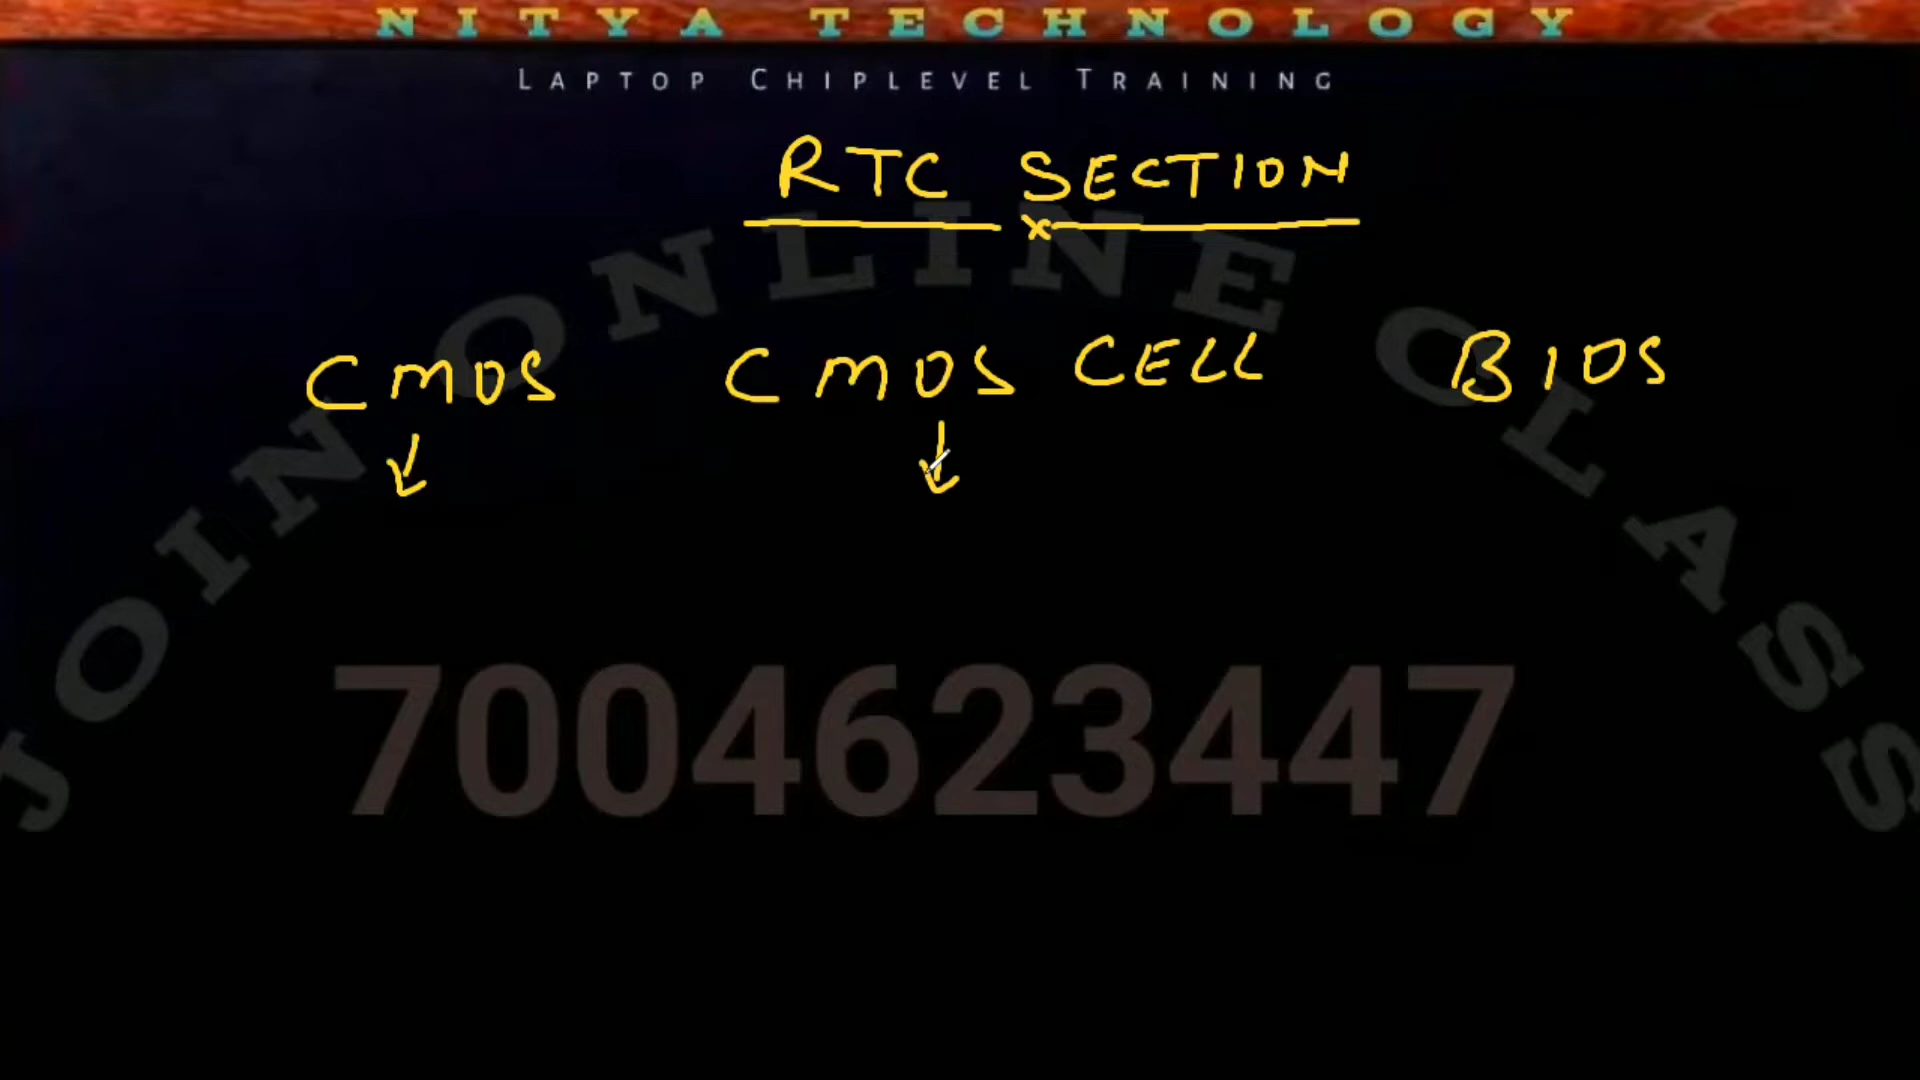 NITYA TECHNOLOGY
LAPTOP CHIPLEVEL TRAINING
RTC SECTION
CMOS CMOS CELL BIOS
JOIN ONLINE CLASS
7004623447